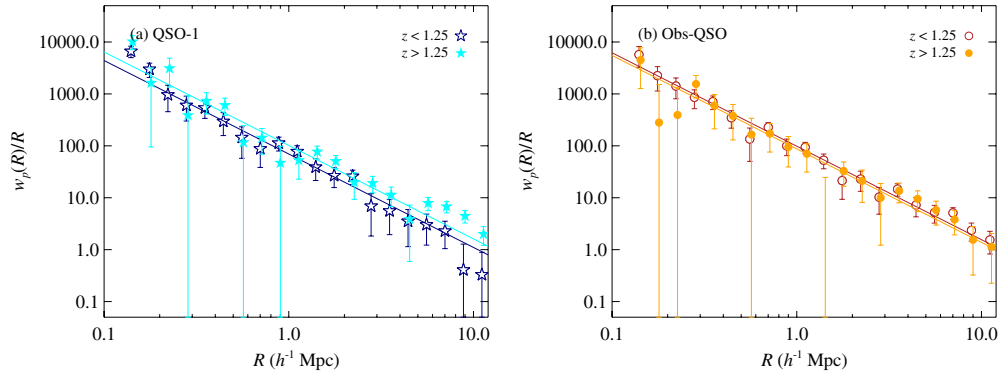 (a) QSO-1
z < 1.25
z > 1.25
10000.0
1000.0
100.0
10.0
1.0
0.1
w_p(R)/R
0.1
1.0
10.0
R (h⁻¹ Mpc)
(b) Obs-QSO
z < 1.25
z > 1.25
10000.0
1000.0
100.0
10.0
1.0
0.1
w_p(R)/R
0.1
1.0
10.0
R (h⁻¹ Mpc)